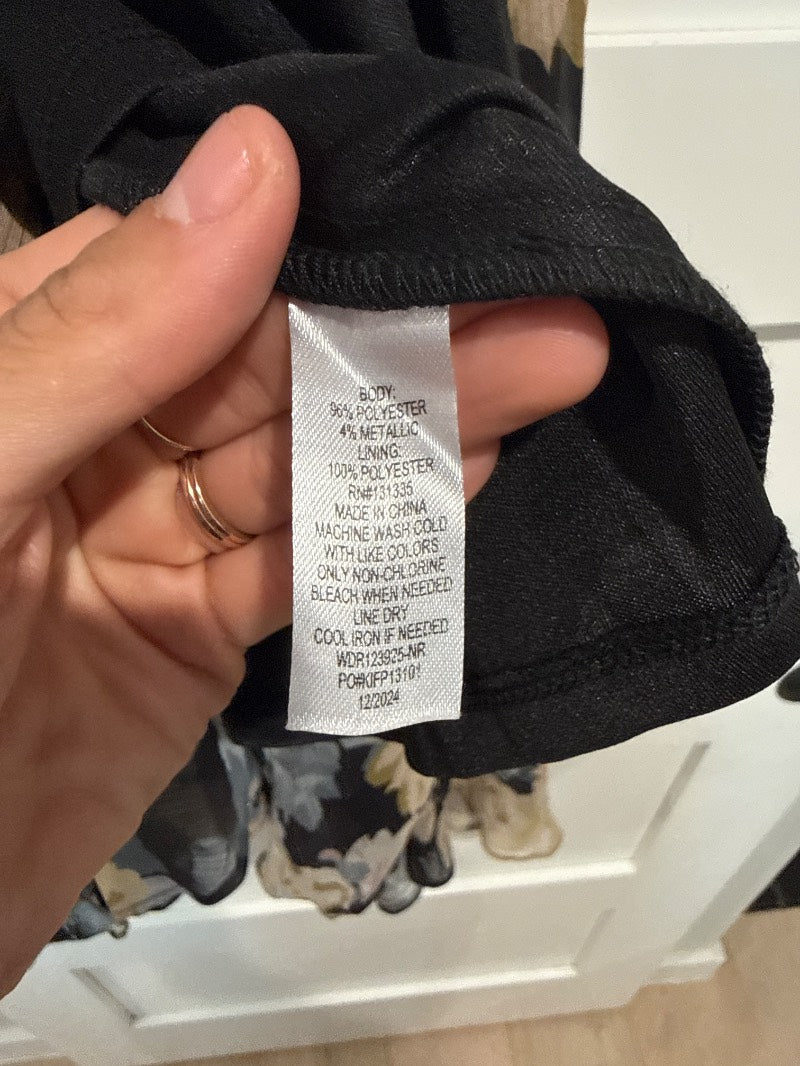 BODY:
96% POLYESTER
4% METALLIC
LINING:
100% POLYESTER
RN#131335
MADE IN CHINA
MACHINE WASH COLD
WITH LIKE COLORS
ONLY NON-CHLORINE
BLEACH WHEN NEEDED
LINE DRY
COOL IRON IF NEEDED
WDR123925-NR
PO#KIFP13101
12/2024